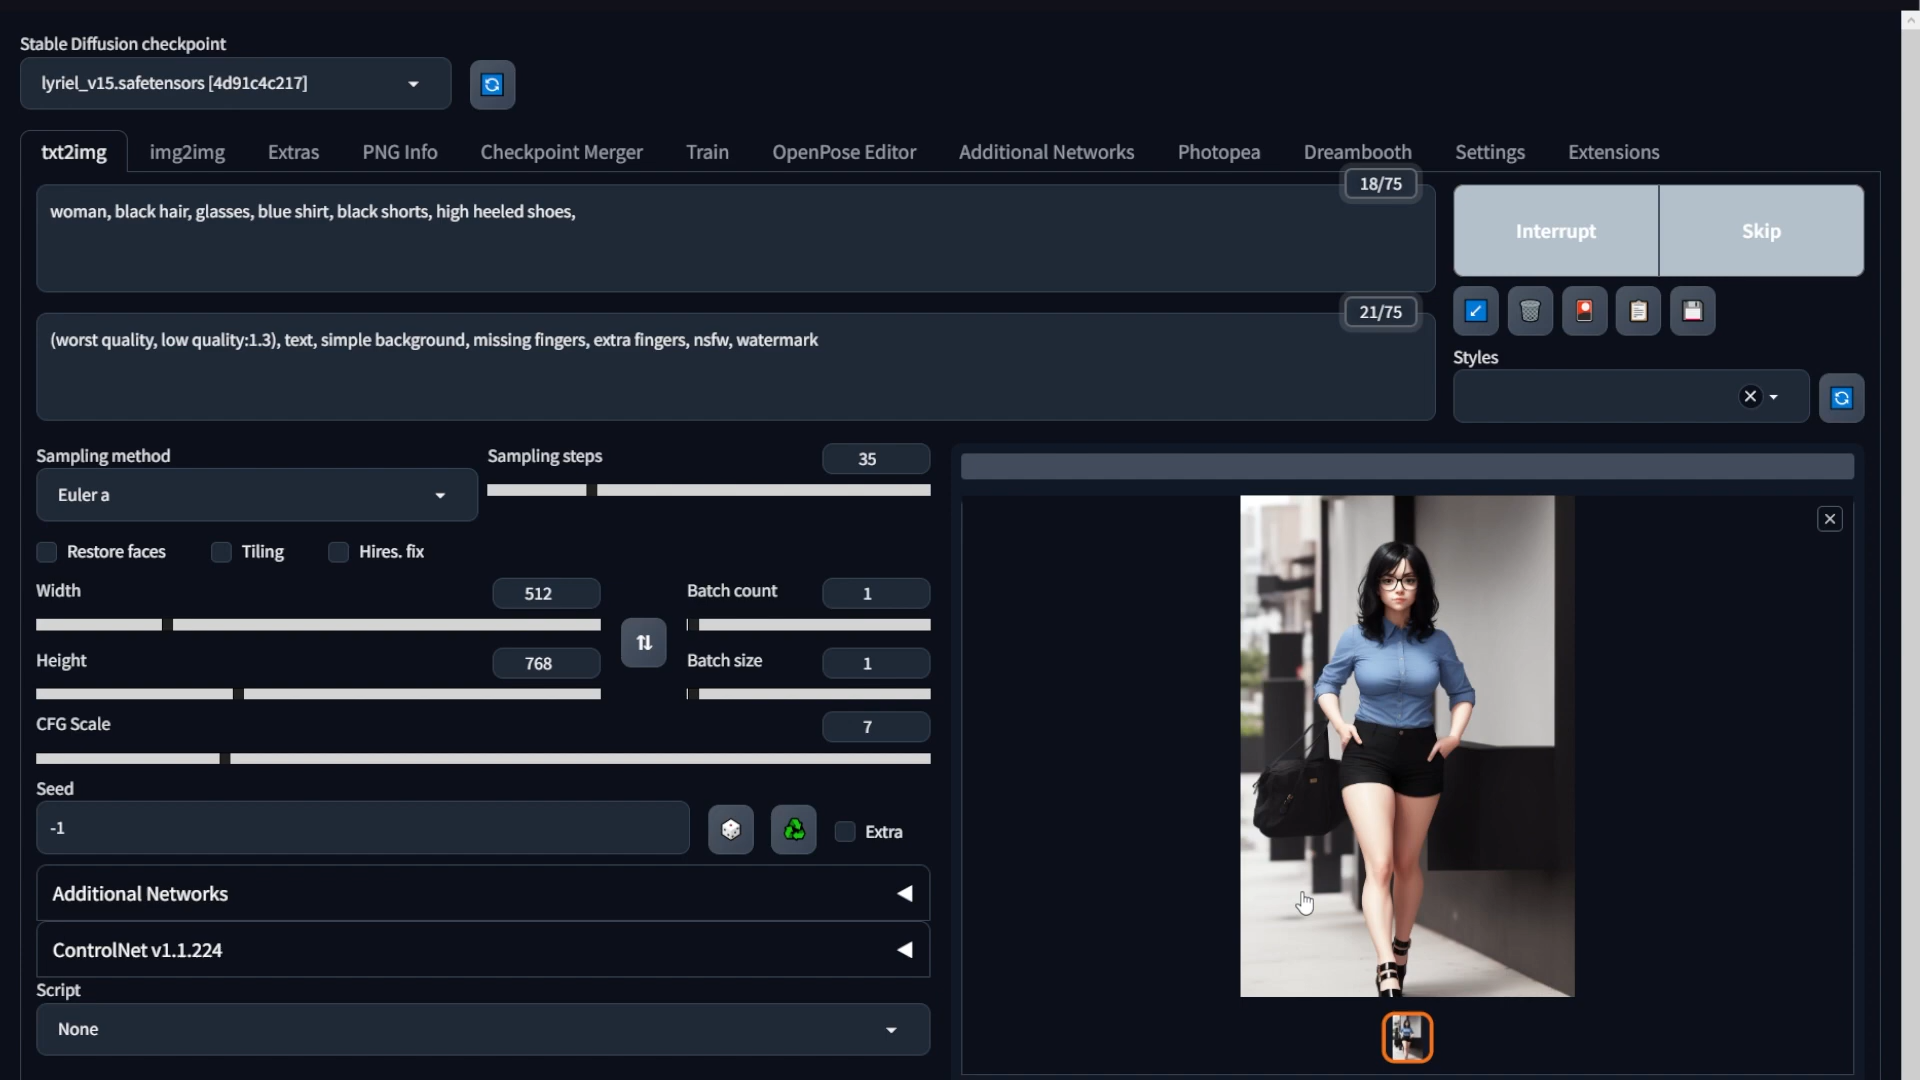 Stable Diffusion checkpoint
lyriel_v15.safetensors [4d91c4c217]
txt2img img2img Extras PNG Info Checkpoint Merger Train OpenPose Editor Additional Networks Photopea Dreambooth Settings Extensions
18/75
woman, black hair, glasses, blue shirt, black shorts, high heeled shoes,
Interrupt Skip
21/75
(worst quality, low quality:1.3), text, simple background, missing fingers, extra fingers, nsfw, watermark
Styles
Sampling method
Euler a
Sampling steps 35
Restore faces Tiling Hires. fix
Width 512
Batch count 1
Height 768
Batch size 1
CFG Scale 7
Seed
-1
Extra
Additional Networks
ControlNet v1.1.224
Script
None